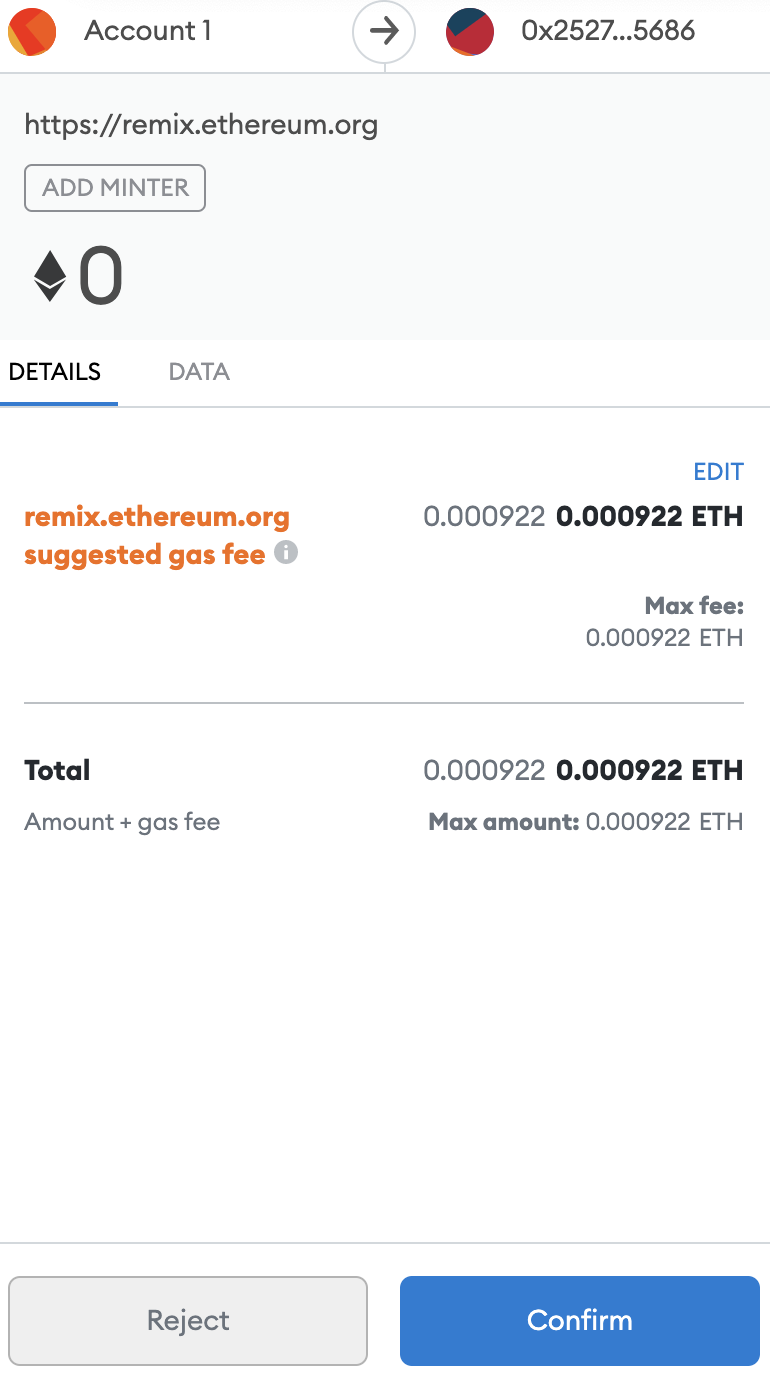 Account 1 0x2527...5686
https://remix.ethereum.org
ADD MINTER
0
DETAILS DATA
EDIT
remix.ethereum.org 0.000922 0.000922 ETH
suggested gas fee
Max fee:
0.000922 ETH
Total 0.000922 0.000922 ETH
Amount + gas fee Max amount: 0.000922 ETH
Reject Confirm